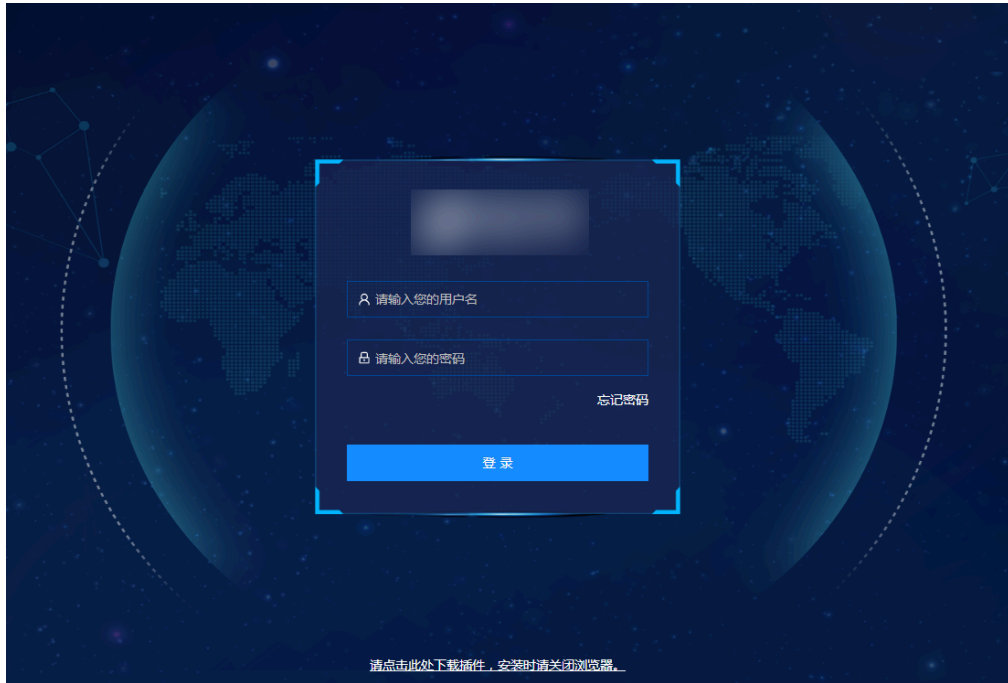 请输入您的用户名
请输入您的密码
忘记密码
登 录
请点击此处下载插件，安装时请关闭浏览器。